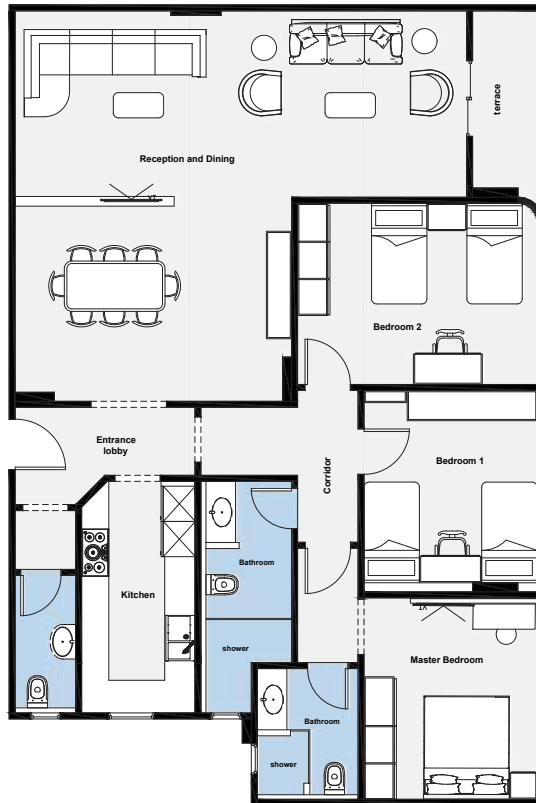 terrace
Reception and Dining
Bedroom 2
Entrance
lobby
Bedroom 1
Corridor
Bathroom
Kitchen
shower
Master Bedroom
Bathroom
shower